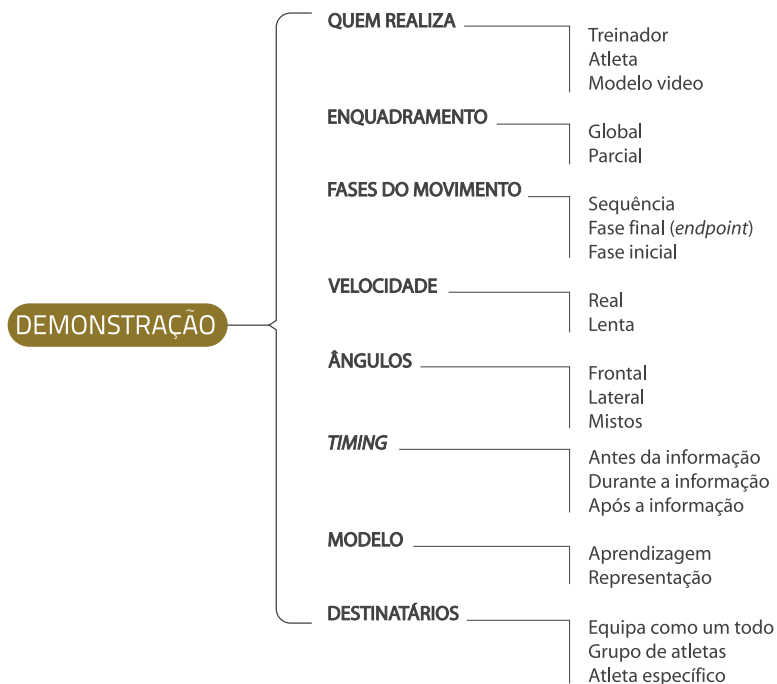 DEMONSTRAÇÃO
QUEM REALIZA
Treinador
Atleta
Modelo video
ENQUADRAMENTO
Global
Parcial
FASES DO MOVIMENTO
Sequência
Fase final (endpoint)
Fase inicial
VELOCIDADE
Real
Lenta
ÂNGULOS
Frontal
Lateral
Mistos
TIMING
Antes da informação
Durante a informação
Após a informação
MODELO
Aprendizagem
Representação
DESTINATÁRIOS
Equipa como um todo
Grupo de atletas
Atleta específico